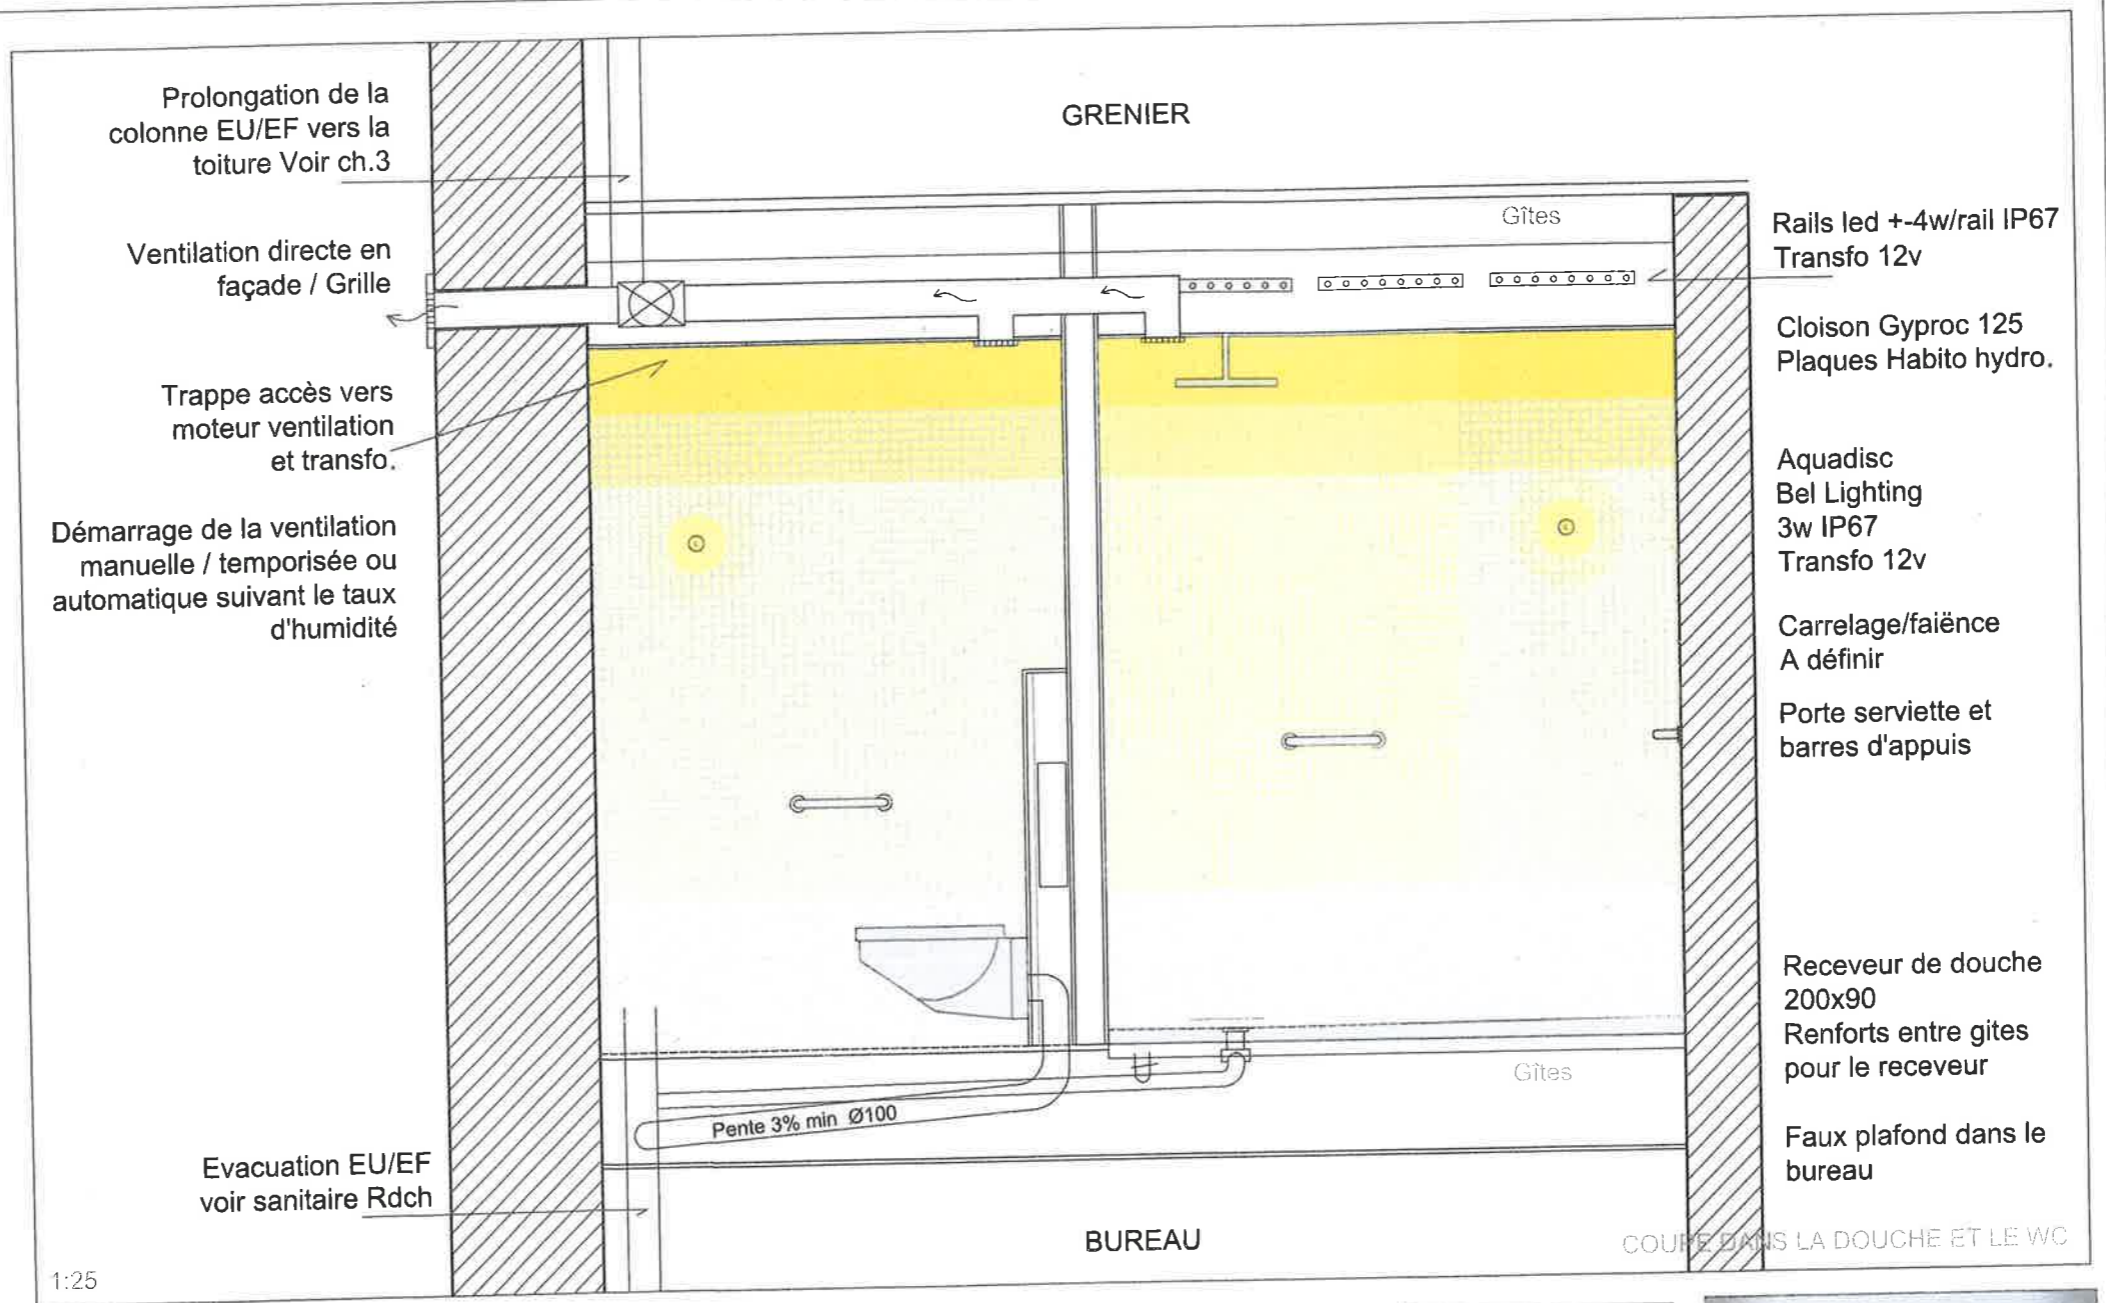 Prolongation de la
colonne EU/EF vers la
toiture Voir ch.3
Ventilation directe en
façade / Grille
Trappe accès vers
moteur ventilation
et transfo.
Démarrage de la ventilation
manuelle / temporisée ou
automatique suivant le taux
d'humidité
Evacuation EU/EF
voir sanitaire Rdch
1:25
GRENIER
Gîtes
Pente 3% min Ø100
Gîtes
BUREAU
Rails led +-4w/rail IP67
Transfo 12v
Cloison Gyproc 125
Plaques Habito hydro.
Aquadisc
Bel Lighting
3w IP67
Transfo 12v
Carrelage/faiënce
A définir
Porte serviette et
barres d'appuis
Receveur de douche
200x90
Renforts entre gites
pour le receveur
Faux plafond dans le
bureau
COUPE DANS LA DOUCHE ET LE WC